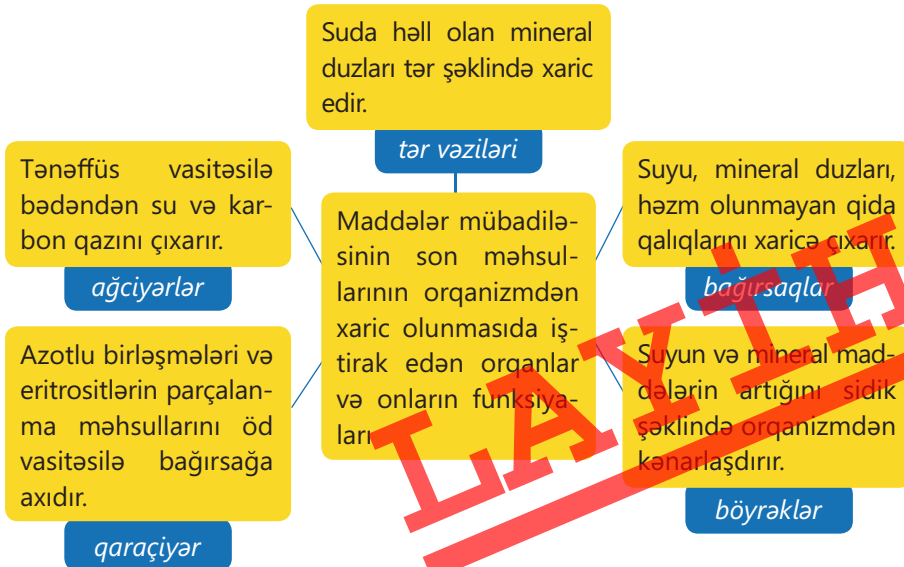 Suda həll olan mineral
duzları tər şəklində xaric
edir.
tər vəziləri
Tənəffüs vasitəsilə
bədəndən su və kar-
bon qazını çıxarır.
ağciyərlər
Azotlu birləşmələri və
eritrositlərin parçalan-
ma məhsullarını öd
vasitəsilə bağırsağa
axıdır.
qaraçiyər
Maddələr mübadilə-
sinin son məhsul-
larının orqanizmdən
xaric olunmasıda iş-
tirak edən orqanlar
və onların funksiya-
ları
Suyu, mineral duzları,
həzm olunmayan qida
qalıqlarını xaricə çıxarır.
bağırsaqlar
Suyun və mineral mad-
dələrin artığını sidik
şəklində orqanizmdən
kənarlaşdırır.
böyrəklər
LAYİH